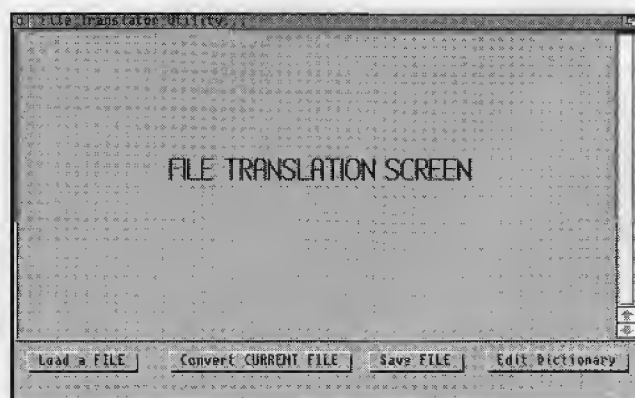 File Translator Utility
FILE TRANSLATION SCREEN
Load a FILE Convert CURRENT FILE Save FILE Edit Dictionary